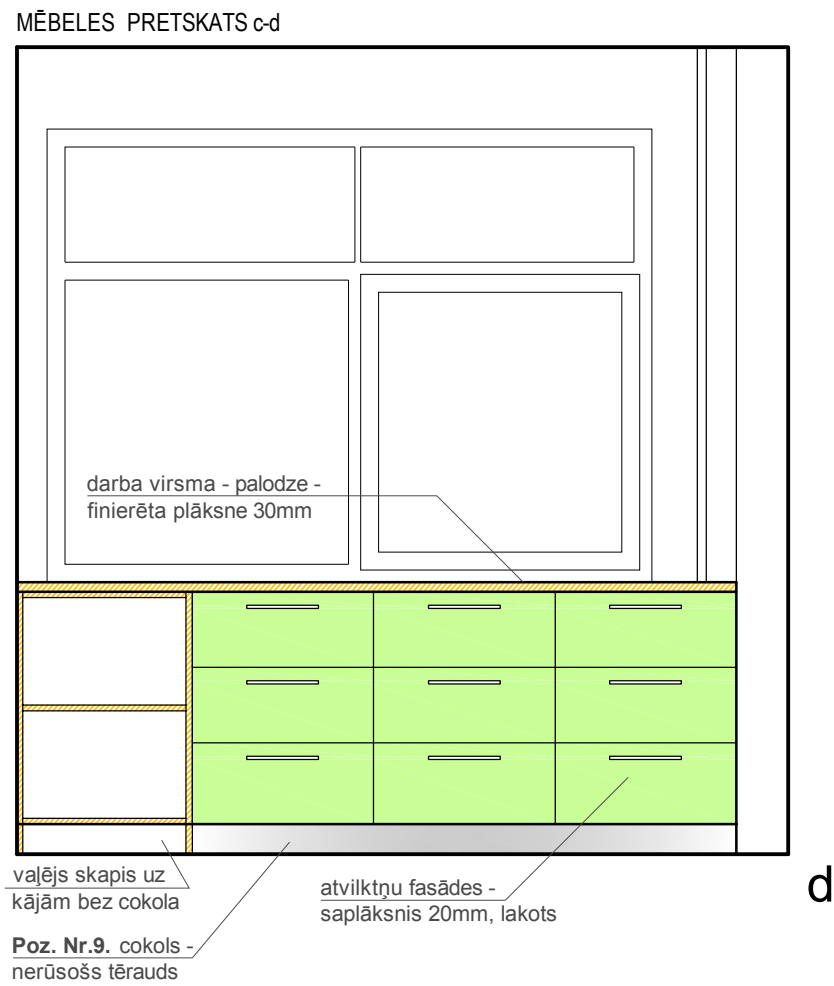 MĒBELES PRETSKATS c-d
darba virsma - palodze -
finierēta plāksne 30mm
vaļējs skapis uz
kājām bez cokola
atvilktņu fasādes -
saplāksnis 20mm, lakots
d
Poz. Nr.9. cokols -
nerūsošs tērauds